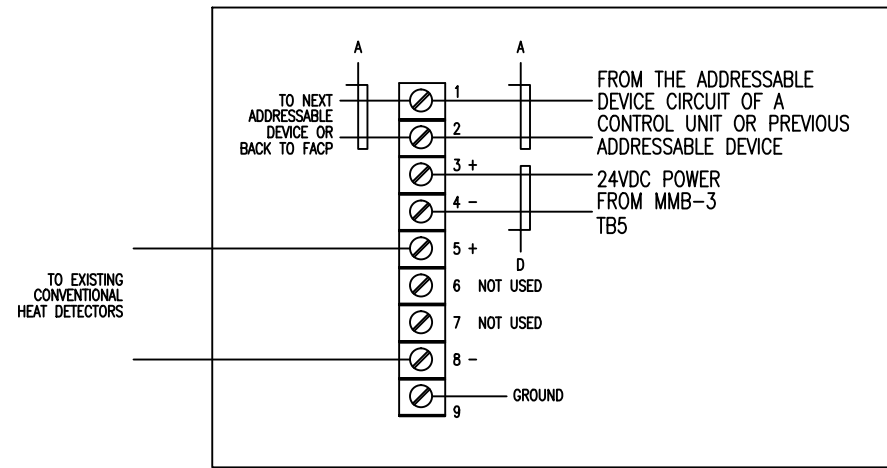 A
A
TO NEXT
ADDRESSABLE
DEVICE OR
BACK TO FACP
1
2
FROM THE ADDRESSABLE
DEVICE CIRCUIT OF A
CONTROL UNIT OR PREVIOUS
ADDRESSABLE DEVICE
3 +
4 -
24VDC POWER
FROM MMB-3
TB5
D
5 +
6 NOT USED
7 NOT USED
TO EXISTING
CONVENTIONAL
HEAT DETECTORS
8 -
GROUND
9